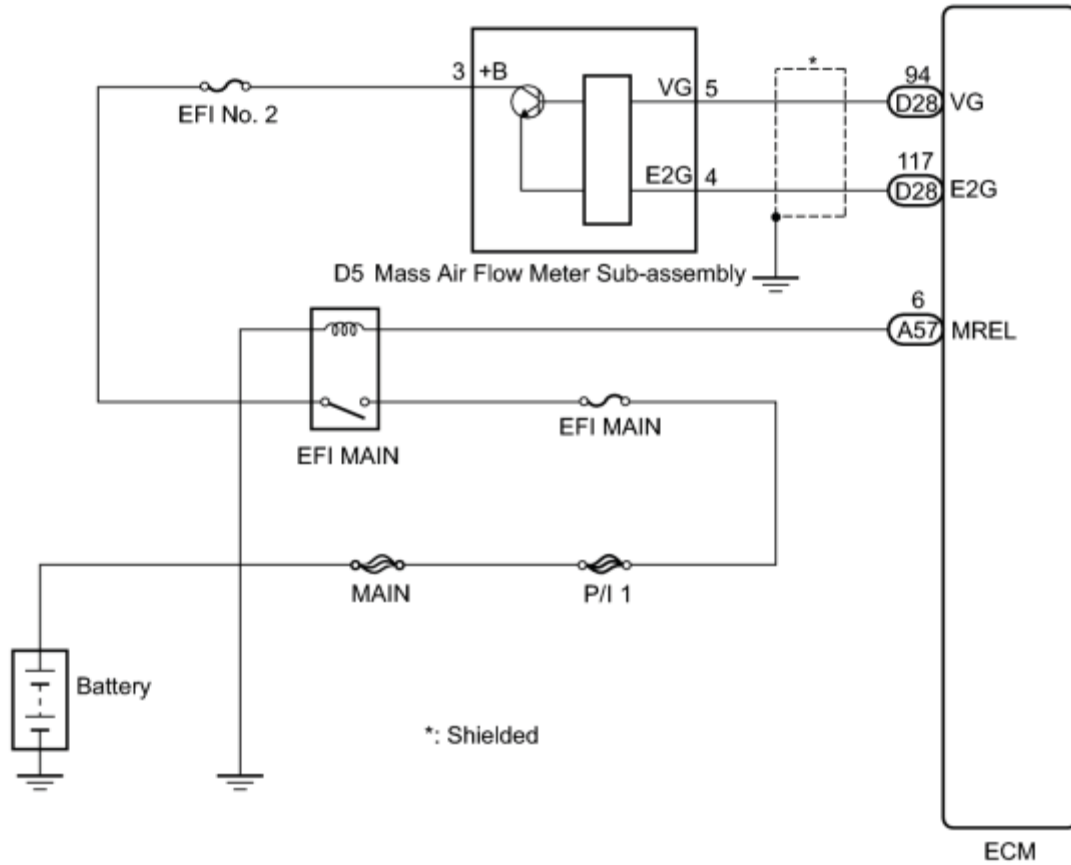 94
3 +B
VG 5
*
D28 VG
EFI No. 2
117
E2G 4
D28 E2G
D5 Mass Air Flow Meter Sub-assembly
6
A57 MREL
EFI MAIN
EFI MAIN
MAIN
P/I 1
Battery
*: Shielded
ECM